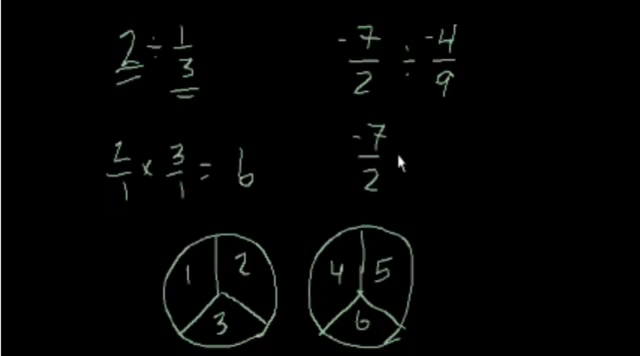 2 ÷ 1/3
2/1 × 3/1 = 6
-7/2 ÷ -4/9
-7/2
1 2
3
4 5
6